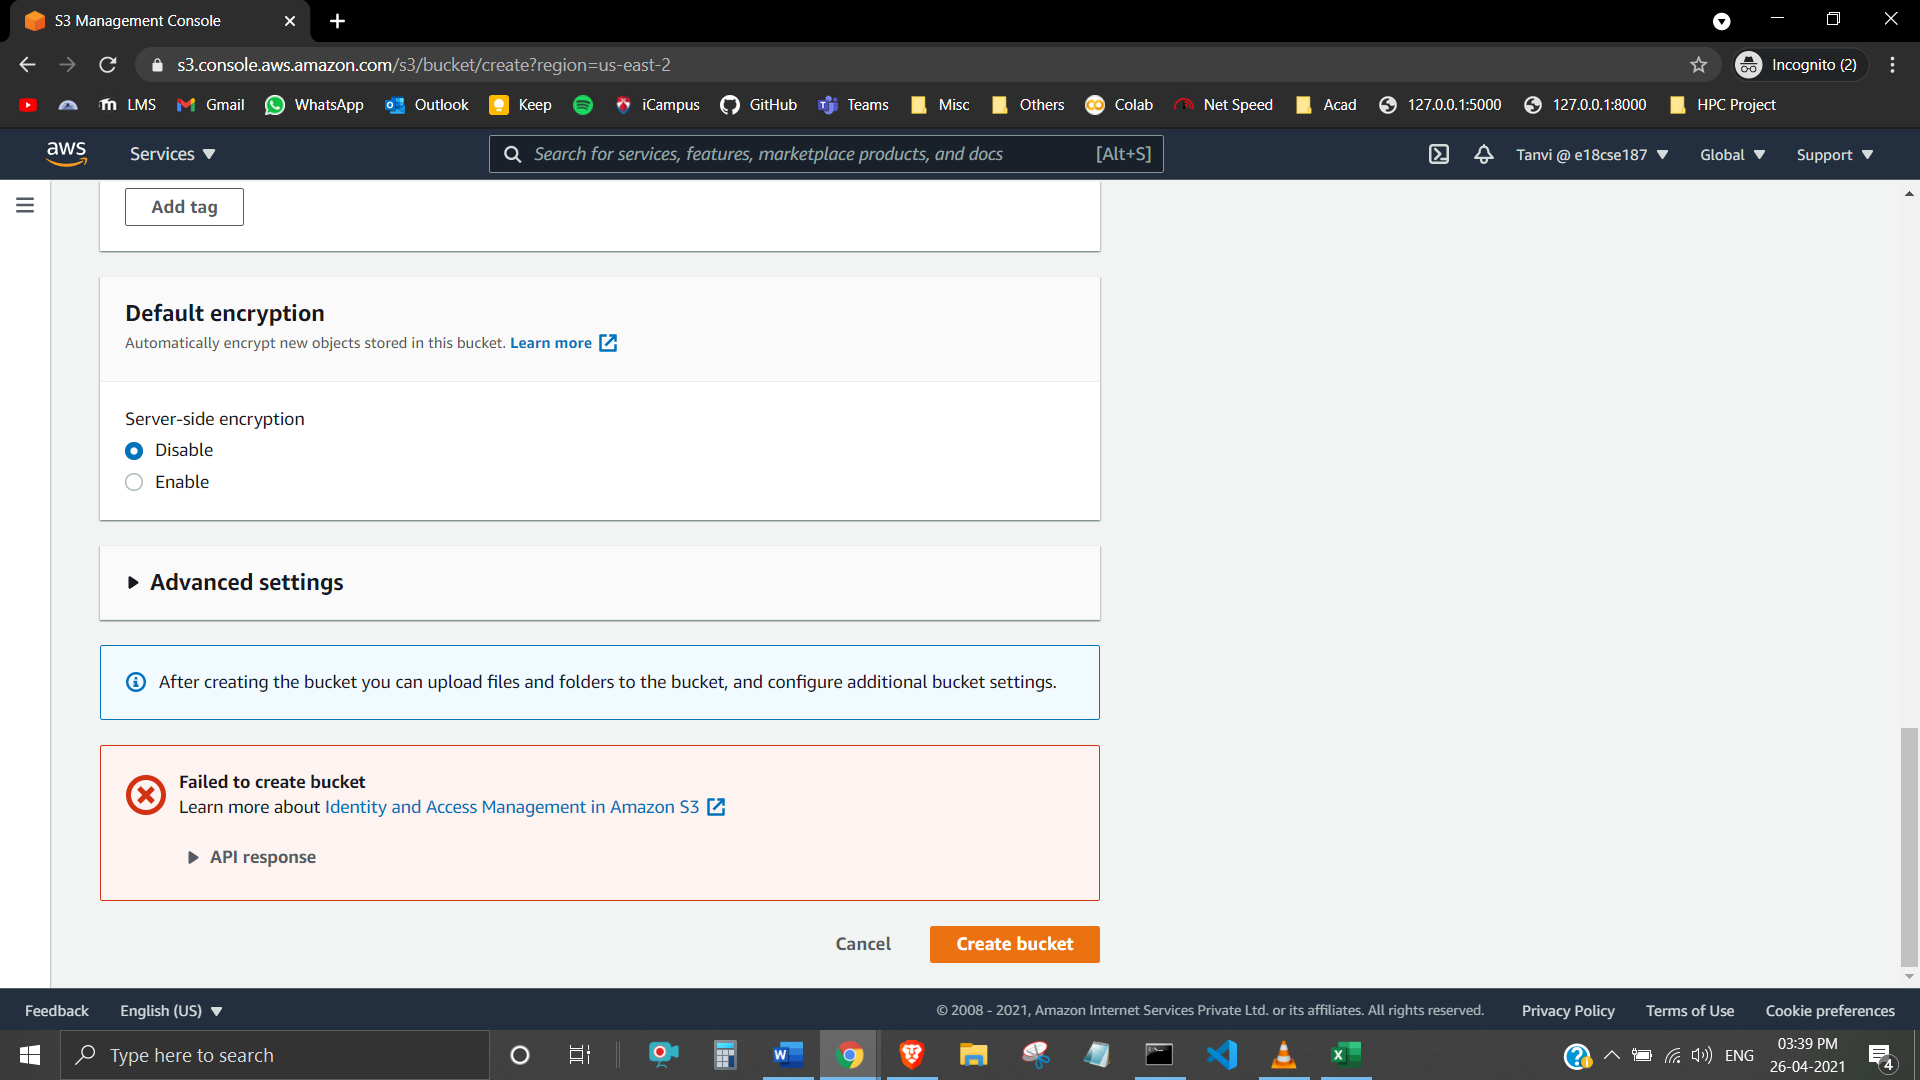 S3 Management Console
s3.console.aws.amazon.com/s3/bucket/create?region=us-east-2
Incognito (2)
LMS Gmail WhatsApp Outlook Keep iCampus GitHub Teams Misc Others Colab Net Speed Acad 127.0.0.1:5000 127.0.0.1:8000 HPC Project
aws Services Search for services, features, marketplace products, and docs [Alt+S] Tanvi @ e18cse187 Global Support
Add tag
Default encryption
Automatically encrypt new objects stored in this bucket. Learn more
Server-side encryption
Disable
Enable
Advanced settings
After creating the bucket you can upload files and folders to the bucket, and configure additional bucket settings.
Failed to create bucket
Learn more about Identity and Access Management in Amazon S3
API response
Cancel Create bucket
Feedback English (US) © 2008 - 2021, Amazon Internet Services Private Ltd. or its affiliates. All rights reserved. Privacy Policy Terms of Use Cookie preferences
Type here to search
ENG
03:39 PM
26-04-2021
4